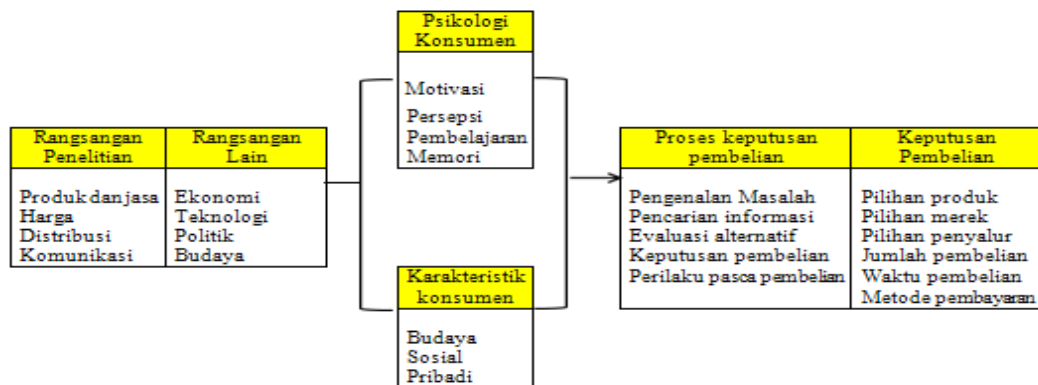 Psikologi
Konsumen
Motivasi
Persepsi
Pembelajaran
Memori
Rangsangan
Penelitian
Produk danjasa
Harga
Distribusi
Komunikasi
Rangsangan
Lain
Ekonomi
Teknologi
Politik
Budaya
Karakteristik
konsumen
Budaya
Sosial
Pribadi
Proses keputusan
pembelian
Pengenalan Masalah
Pencarian informasi
Evaluasi alternatif
Keputusan pembelian
Perilaku pasca pembelian
Keputusan
Pembelian
Pilihan produk
Pilihan merek
Pilihan penyalur
Jumlah pembelian
Waktu pembelian
Metode pembayaran